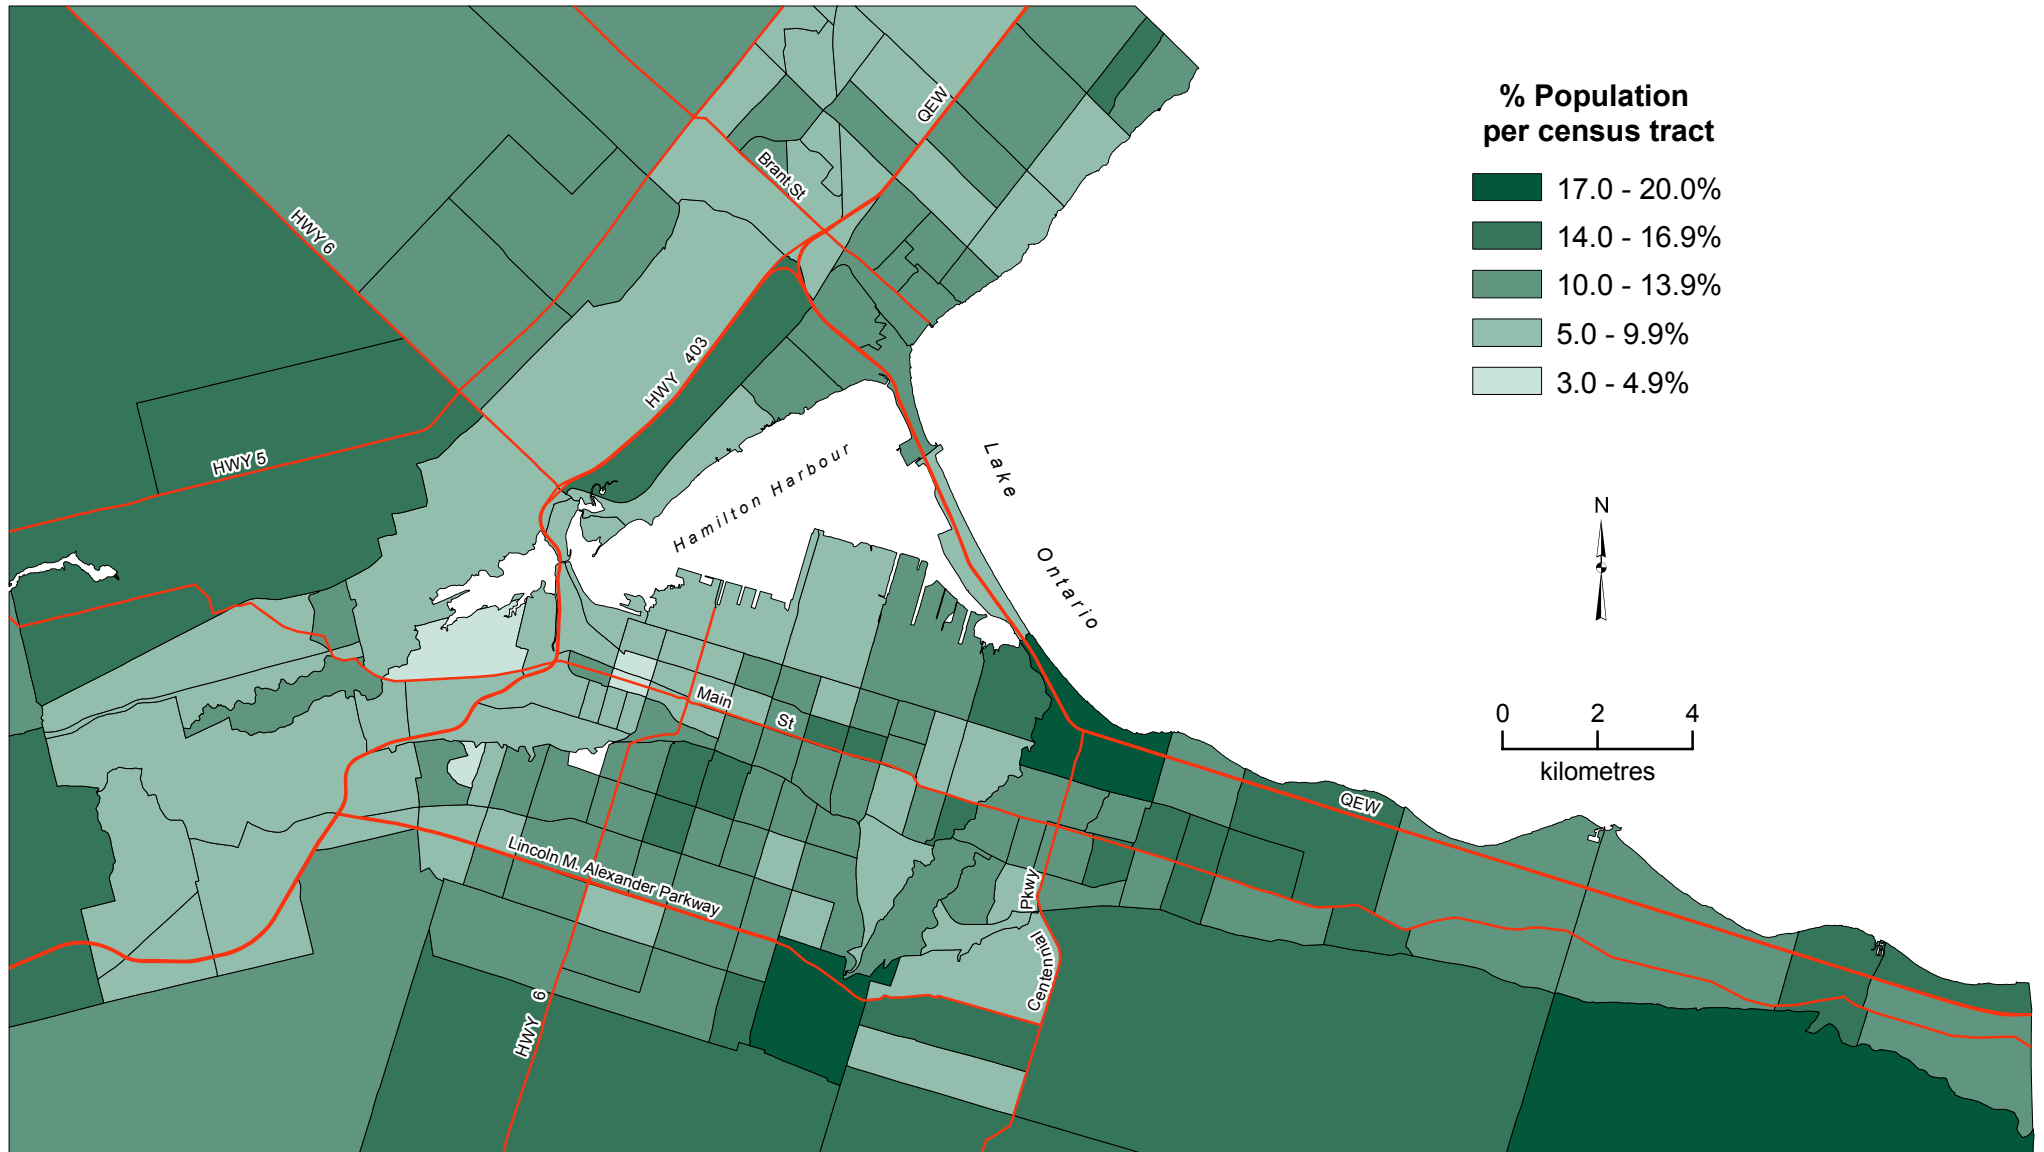 % Population
per census tract
17.0 - 20.0%
14.0 - 16.9%
10.0 - 13.9%
5.0 - 9.9%
3.0 - 4.9%
QEW
Brant St
HWY 6
HWY 403
HWY 5
Hamilton Harbour
Lake Ontario
N
0 2 4
kilometres
Main St
QEW
Lincoln M. Alexander Parkway
Centennial Pkwy
HWY 6